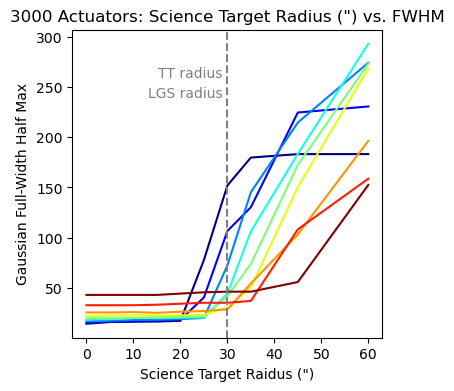 3000 Actuators: Science Target Radius (") vs. FWHM
Gaussian Full-Width Half Max
300
250
200
150
100
50
TT radius
LGS radius
0 10 20 30 40 50 60
Science Target Raidus (")